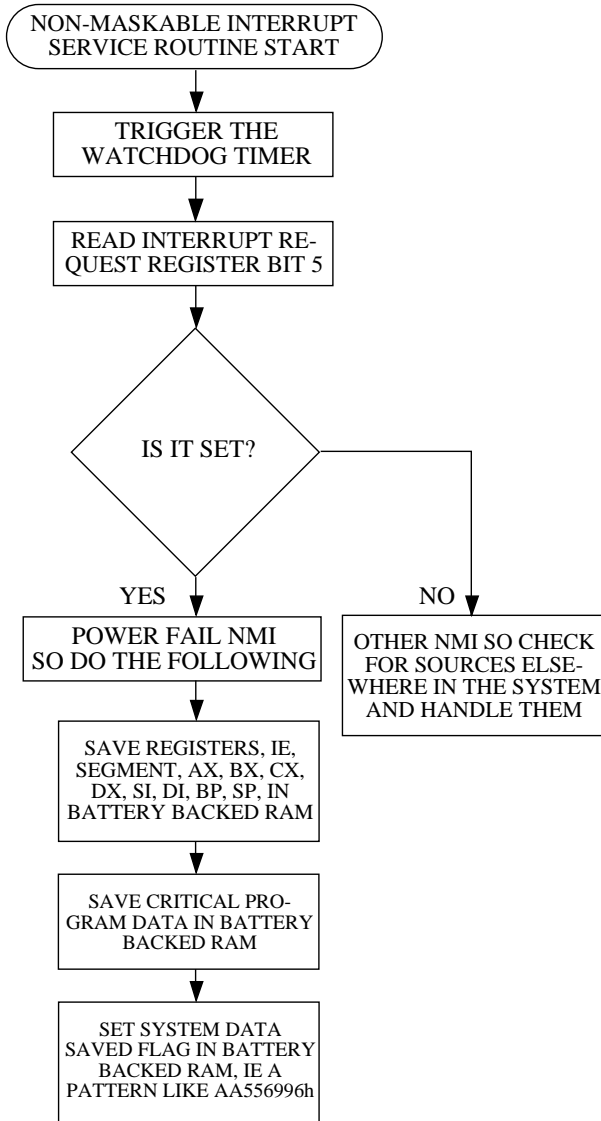 NON-MASKABLE INTERRUPT
SERVICE ROUTINE START
TRIGGER THE
WATCHDOG TIMER
READ INTERRUPT RE-
QUEST REGISTER BIT 5
IS IT SET?
YES
NO
POWER FAIL NMI
SO DO THE FOLLOWING
OTHER NMI SO CHECK
FOR SOURCES ELSE-
WHERE IN THE SYSTEM
AND HANDLE THEM
SAVE REGISTERS, IE,
SEGMENT, AX, BX, CX,
DX, SI, DI, BP, SP, IN
BATTERY BACKED RAM
SAVE CRITICAL PRO-
GRAM DATA IN BATTERY
BACKED RAM
SET SYSTEM DATA
SAVED FLAG IN BATTERY
BACKED RAM, IE A
PATTERN LIKE AA556996h